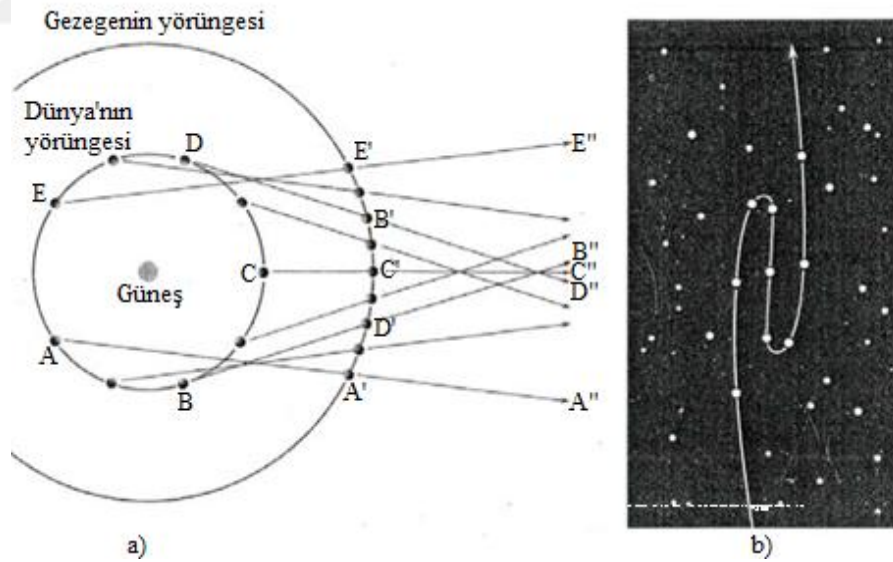 Gezegenin yörüngesi
Dünya'nın
yörüngesi
D
E
E'
E"
B'
B"
C
C'
C"
D"
Güneş
D'
A
B
A'
A"
a)
b)